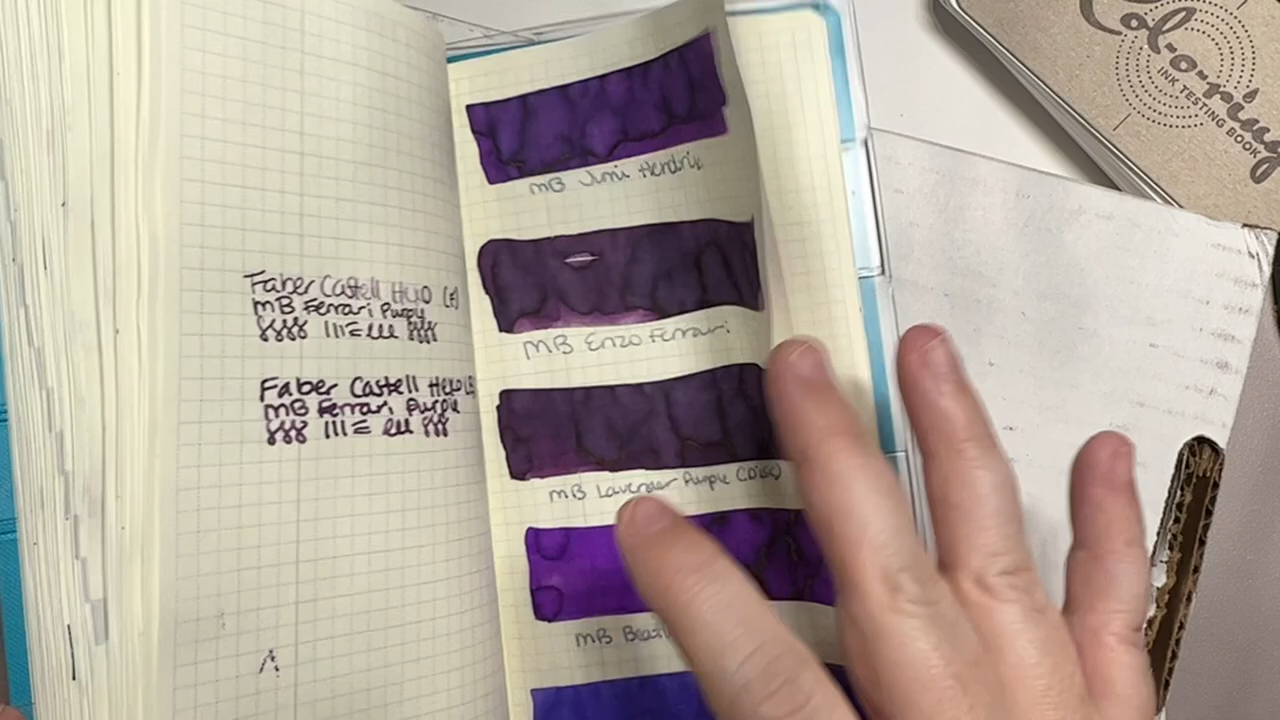 Faber Castell Hexo (F)
MB Ferrari Purple
Faber Castell Hexo
MB Ferrari Purple
MB Jimi Hendrix
MB Enzo Ferrari
MB Lavender Purple (Disc)
MB
Col-o-ring
INK TESTING BOOK